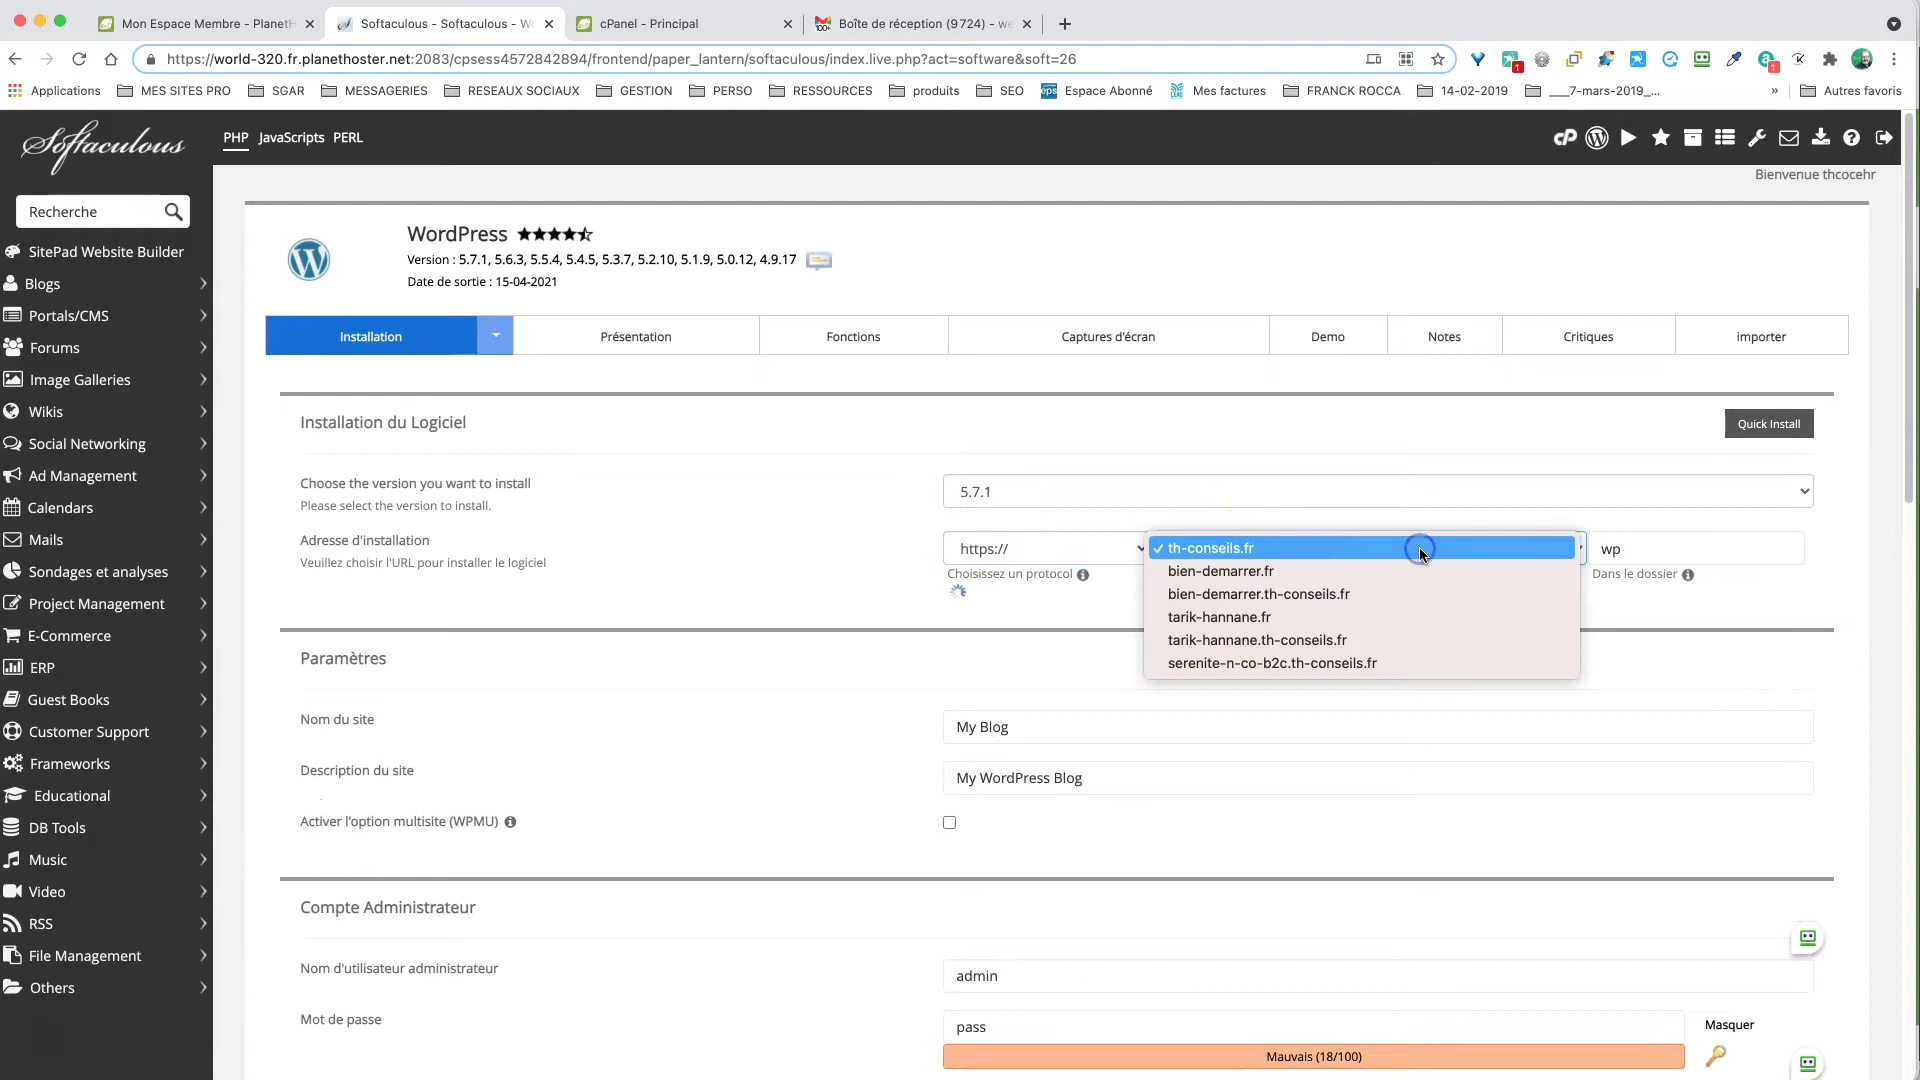 Mon Espace Membre - PlanetH
Softaculous - Softaculous - Wo
cPanel - Principal
Boîte de réception (9 724) - we
https://world-320.fr.planethoster.net:2083/cpsess4572842894/frontend/paper_lantern/softaculous/index.live.php?act=software&soft=26
Applications
MES SITES PRO
SGAR
MESSAGERIES
RESEAUX SOCIAUX
GESTION
PERSO
RESSOURCES
produits
SEO
eps Espace Abonné
Mes factures
FRANCK ROCCA
14-02-2019
____7-mars-2019_...
»
Autres favoris
Softaculous
PHP JavaScripts PERL
Bienvenue thcocehr
Recherche
SitePad Website Builder
Blogs
Portals/CMS
Forums
Image Galleries
Wikis
Social Networking
Ad Management
Calendars
Mails
Sondages et analyses
Project Management
E-Commerce
ERP
Guest Books
Customer Support
Frameworks
Educational
DB Tools
Music
Video
RSS
File Management
Others
WordPress
Version : 5.7.1, 5.6.3, 5.5.4, 5.4.5, 5.3.7, 5.2.10, 5.1.9, 5.0.12, 4.9.17
Date de sortie : 15-04-2021
Installation
Présentation
Fonctions
Captures d'écran
Demo
Notes
Critiques
importer
Installation du Logiciel
Quick Install
Choose the version you want to install
Please select the version to install.
5.7.1
Adresse d'installation
Veuillez choisir l'URL pour installer le logiciel
https://
Choisissez un protocol
✓ th-conseils.fr
bien-demarrer.fr
bien-demarrer.th-conseils.fr
tarik-hannane.fr
tarik-hannane.th-conseils.fr
serenite-n-co-b2c.th-conseils.fr
wp
Dans le dossier
Paramètres
Nom du site
My Blog
Description du site
My WordPress Blog
Activer l'option multisite (WPMU)
Compte Administrateur
Nom d'utilisateur administrateur
admin
Mot de passe
pass
Masquer
Mauvais (18/100)